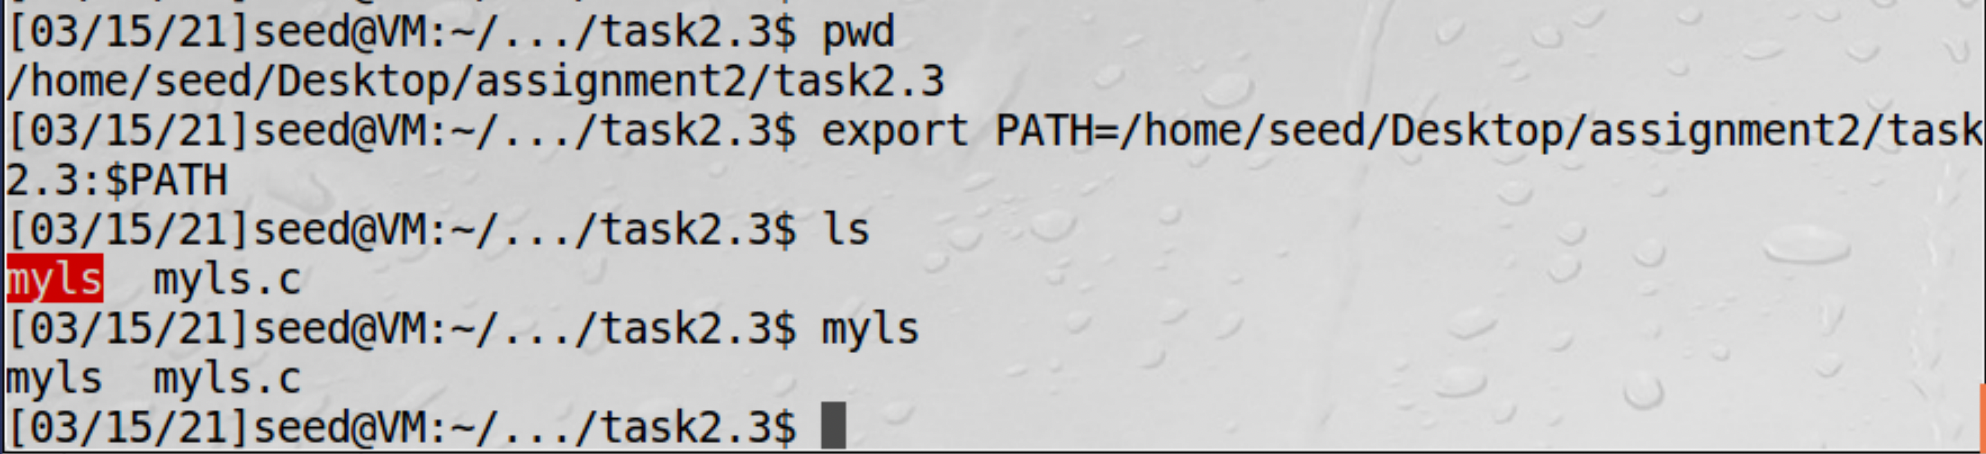 [03/15/21]seed@VM:~/.../task2.3$ pwd
/home/seed/Desktop/assignment2/task2.3
[03/15/21]seed@VM:~/.../task2.3$ export PATH=/home/seed/Desktop/assignment2/task
2.3:$PATH
[03/15/21]seed@VM:~/.../task2.3$ ls
myls  myls.c
[03/15/21]seed@VM:~/.../task2.3$ myls
myls  myls.c
[03/15/21]seed@VM:~/.../task2.3$